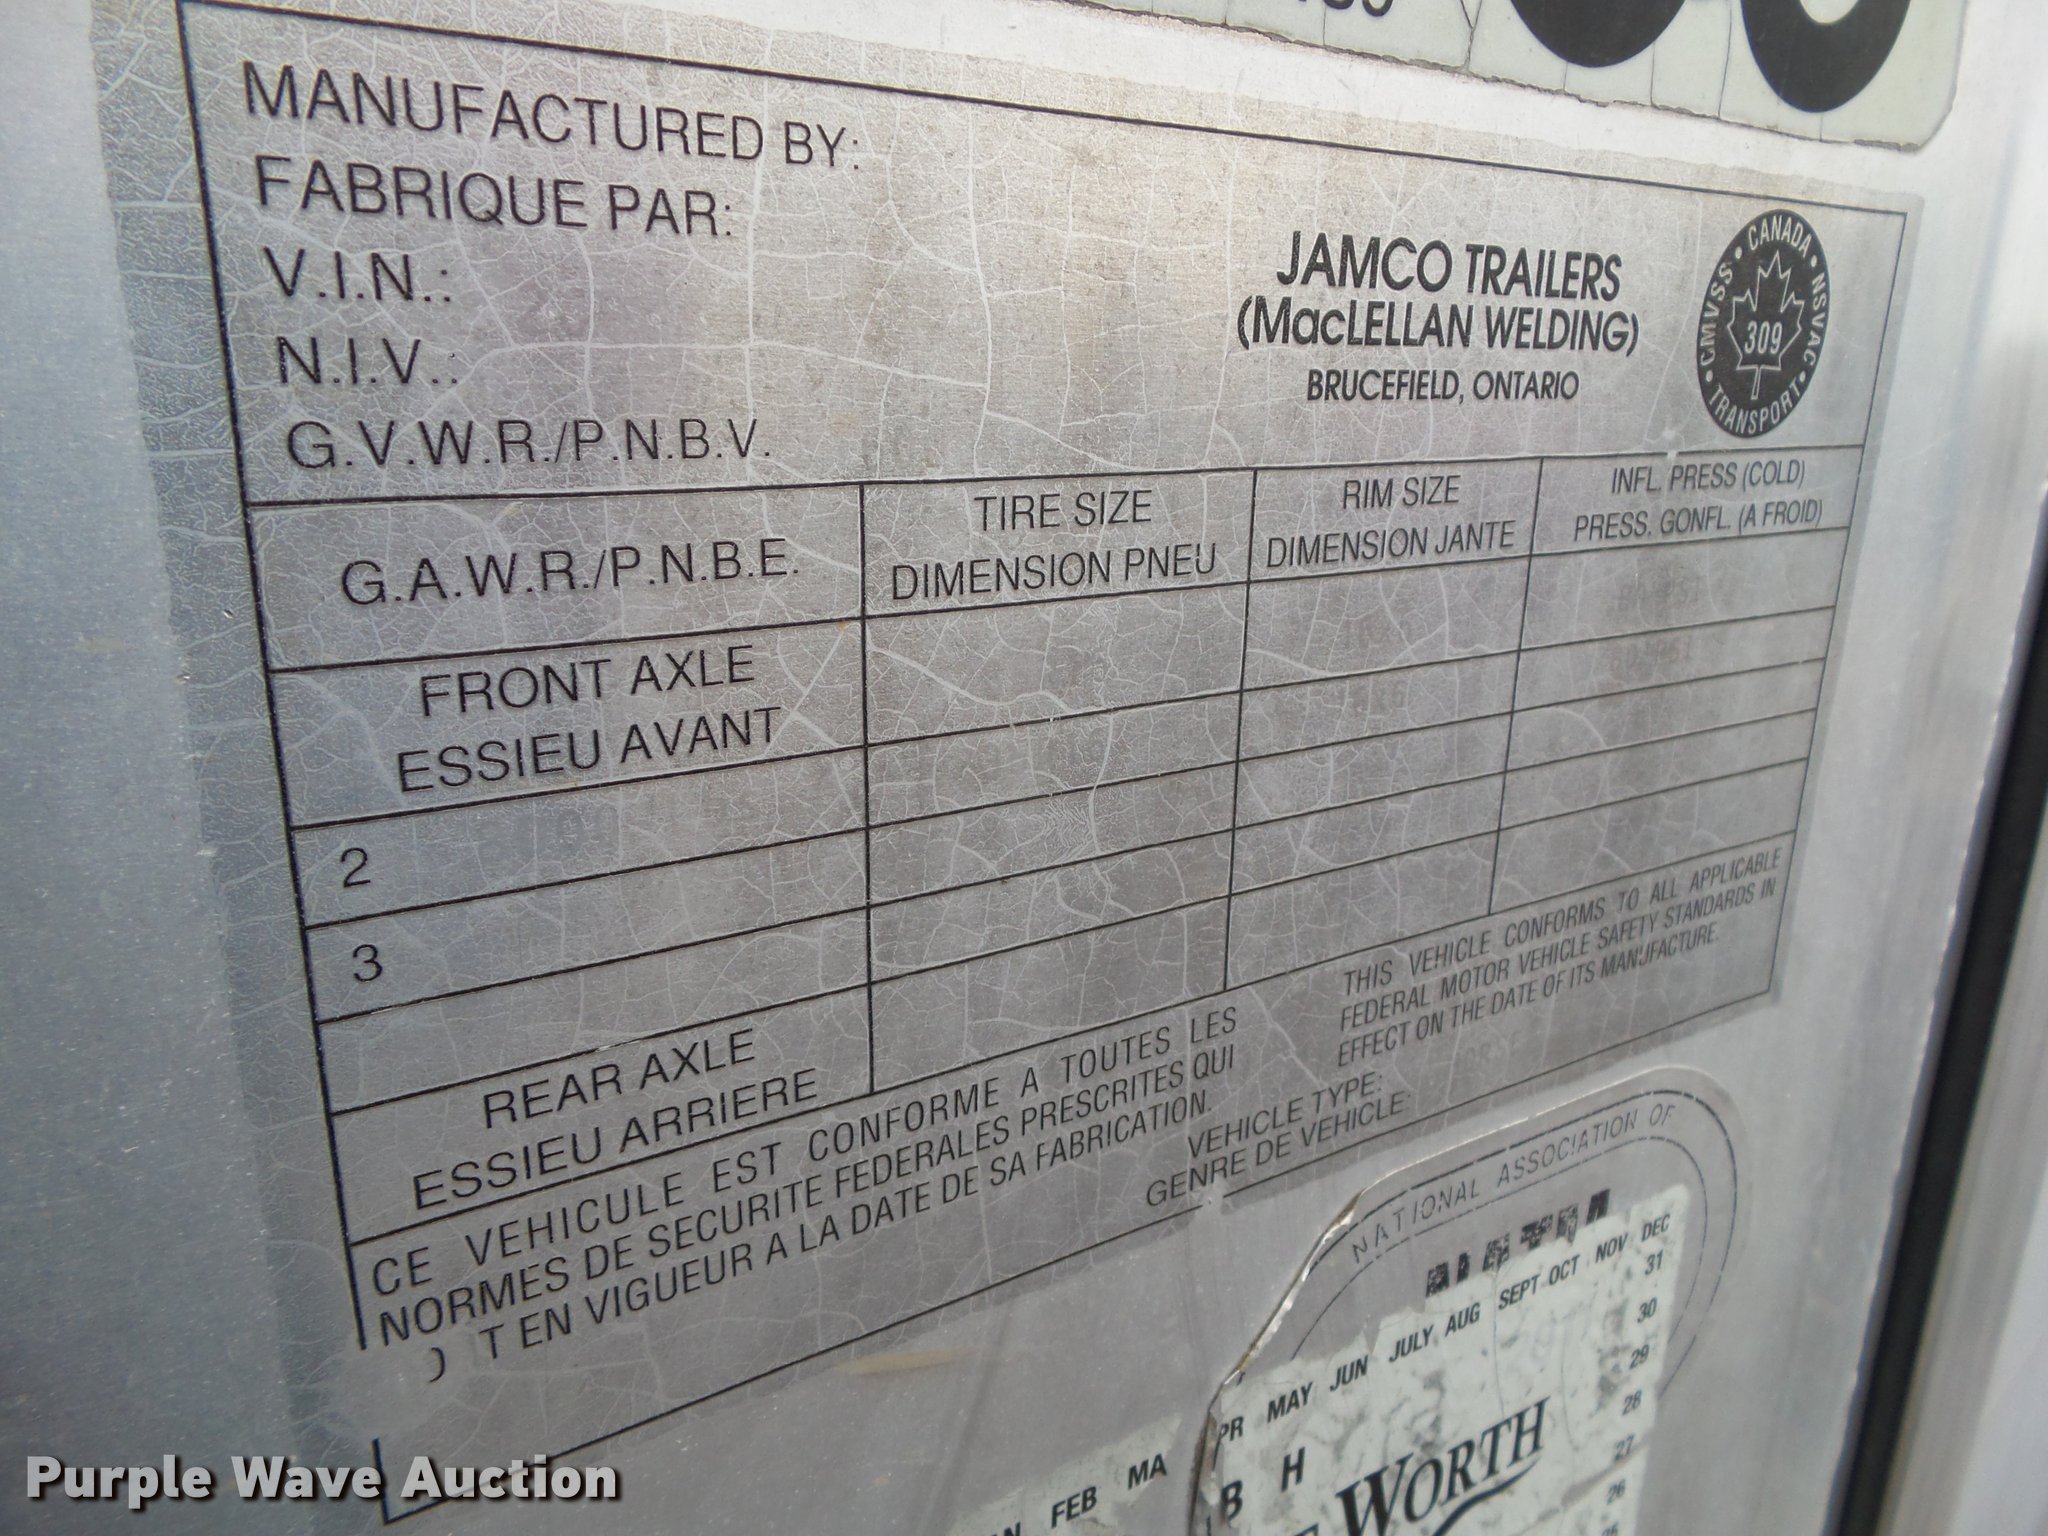 MANUFACTURED BY:
FABRIQUE PAR:
V.I.N.:
N.I.V.:
G.V.W.R./P.N.B.V.
JAMCO TRAILERS
(MacLELLAN WELDING)
BRUCEFIELD, ONTARIO
CANADA • NSVAC • TRANSPORT • CMVSS •
309
G.A.W.R./P.N.B.E.
TIRE SIZE
DIMENSION PNEU
RIM SIZE
DIMENSION JANTE
INFL. PRESS (COLD)
PRESS. GONFL. (A FROID)
FRONT AXLE
ESSIEU AVANT
2
3
REAR AXLE
ESSIEU ARRIERE
CE VEHICULE EST CONFORME A TOUTES LES
NORMES DE SECURITE FEDERALES PRESCRITES QUI
T EN VIGUEUR A LA DATE DE SA FABRICATION.
THIS VEHICLE CONFORMS TO ALL APPLICABLE
FEDERAL MOTOR VEHICLE SAFETY STANDARDS IN
EFFECT ON THE DATE OF ITS MANUFACTURE.
VEHICLE TYPE:
GENRE DE VEHICLE:
NATIONAL ASSOCIATION OF
FEB MA
PR MAY JUN JULY AUG SEPT OCT NOV DEC
31
30
29
28
27
26
B H
WORTH
Purple Wave Auction